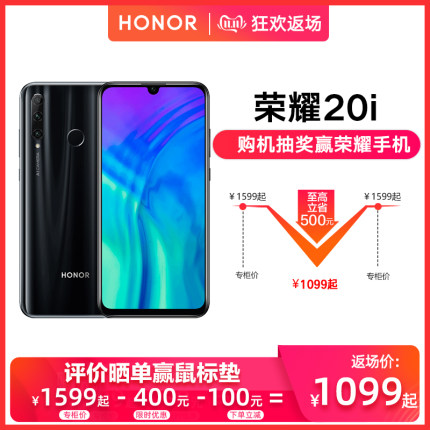 HONOR 11.11 狂欢返场
荣耀20i
购机抽奖赢荣耀手机
¥1599起
至高
立省
500元
¥1599起
专柜价
专柜价
¥1099起
HONOR
评价晒单赢鼠标垫
¥1599起 - 400元 -100元 =
专柜价 限时优惠 下单立减
返场价:
¥1099起